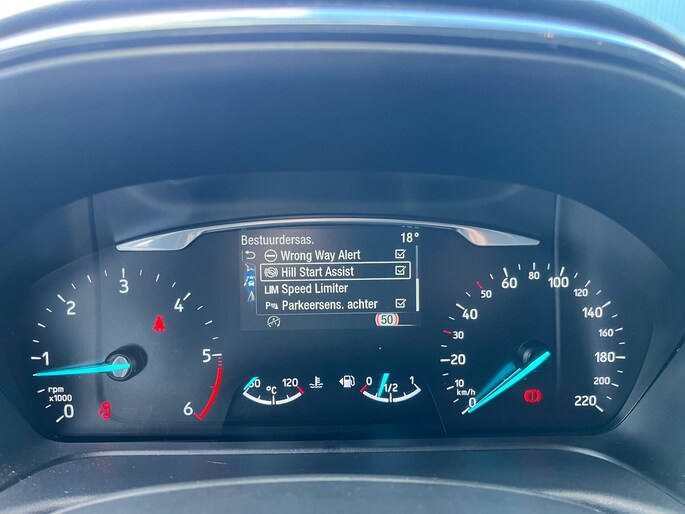 Bestuurdersas. 18°
Wrong Way Alert
Hill Start Assist
LIM Speed Limiter
P Parkeersens. achter
50
0 1 2 3 4 5 6
rpm
x1000
60 °C 120
0 1/2 1
0 10 20 30 40 50 60 80 100 120 140 160 180 200 220
km/h